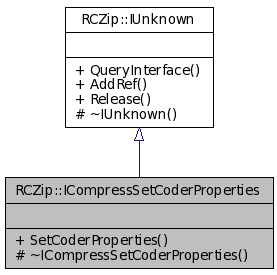 RCZip::IUnknown
+ QueryInterface()
+ AddRef()
+ Release()
# ~IUnknown()
RCZip::ICompressSetCoderProperties
+ SetCoderProperties()
# ~ICompressSetCoderProperties()